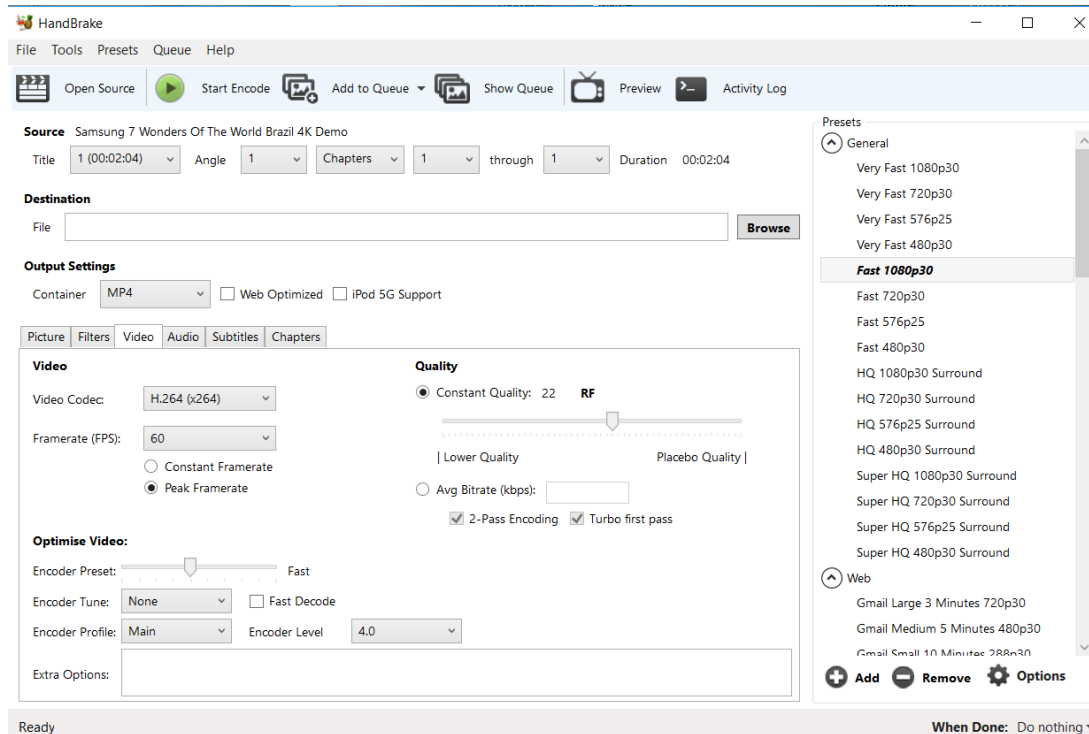 HandBrake
File Tools Presets Queue Help
Open Source Start Encode Add to Queue Show Queue Preview Activity Log
Source Samsung 7 Wonders Of The World Brazil 4K Demo
Title 1 (00:02:04) Angle 1 Chapters 1 through 1 Duration 00:02:04
Destination
File Browse
Output Settings
Container MP4 Web Optimized iPod 5G Support
Picture Filters Video Audio Subtitles Chapters
Video
Video Codec: H.264 (x264)
Framerate (FPS): 60
Constant Framerate
Peak Framerate
Quality
Constant Quality: 22 RF
| Lower Quality Placebo Quality |
Avg Bitrate (kbps):
2-Pass Encoding Turbo first pass
Optimise Video:
Encoder Preset: Fast
Encoder Tune: None Fast Decode
Encoder Profile: Main Encoder Level 4.0
Extra Options:
Presets
General
Very Fast 1080p30
Very Fast 720p30
Very Fast 576p25
Very Fast 480p30
Fast 1080p30
Fast 720p30
Fast 576p25
Fast 480p30
HQ 1080p30 Surround
HQ 720p30 Surround
HQ 576p25 Surround
HQ 480p30 Surround
Super HQ 1080p30 Surround
Super HQ 720p30 Surround
Super HQ 576p25 Surround
Super HQ 480p30 Surround
Web
Gmail Large 3 Minutes 720p30
Gmail Medium 5 Minutes 480p30
Gmail Small 10 Minutes 288p30
Add Remove Options
Ready
When Done: Do nothing